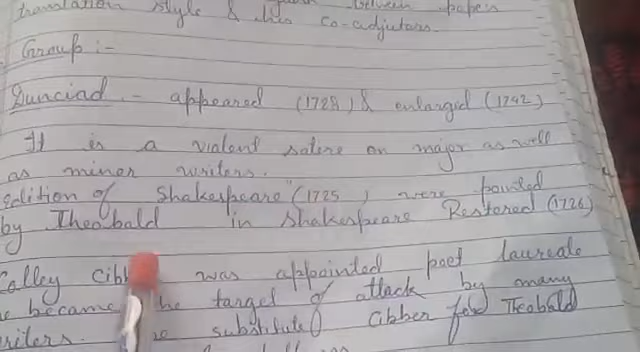 translation style & his co-adjutors.
between papers
Group :-
Dunciad - appeared (1728) & enlarged (1742)
It is a violent satire on major as well
as minor writers.
edition of Shakespeare" (1725) were pointed
by Theobald in Shakespeare Restored (1726)
Colley was appointed poet laureate
became the target of attack by many
writers. substitute Cibber for Theobald